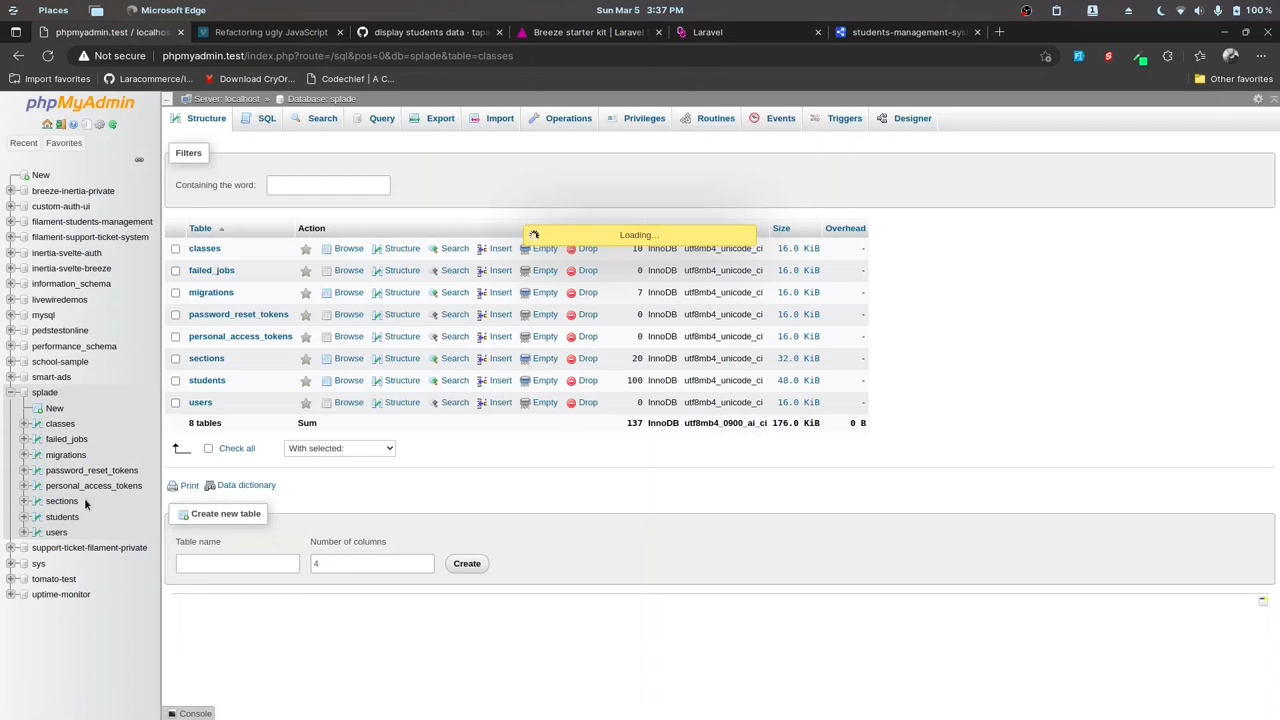 Places
Microsoft Edge
Sun Mar 5 3:37 PM
100 %
phpmyadmin.test / localhos
Refactoring ugly JavaScript
display students data · tape
Breeze starter kit | Laravel
Laravel
students-management-sys
Not secure
phpmyadmin.test/index.php?route=/sql&pos=0&db=splade&table=classes
Import favorites
Laracommerce/l...
Download CryOr...
Codechief | A C...
Other favorites
phpMyAdmin
Server: localhost » Database: splade
Structure
SQL
Search
Query
Export
Import
Operations
Privileges
Routines
Events
Triggers
Designer
Recent
Favorites
New
breeze-inertia-private
custom-auth-ui
filament-students-management
filament-support-ticket-system
inertia-svelte-auth
inertia-svelte-breeze
information_schema
livewiredemos
mysql
pedstestonline
performance_schema
school-sample
smart-ads
splade
New
classes
failed_jobs
migrations
password_reset_tokens
personal_access_tokens
sections
students
users
support-ticket-filament-private
sys
tomato-test
uptime-monitor
Filters
Containing the word:
Loading…
Table Action Size Overhead
classes Browse Structure Search Insert Empty Drop 10 InnoDB utf8mb4_unicode_ci 16.0 KiB -
failed_jobs Browse Structure Search Insert Empty Drop 0 InnoDB utf8mb4_unicode_ci 16.0 KiB -
migrations Browse Structure Search Insert Empty Drop 7 InnoDB utf8mb4_unicode_ci 16.0 KiB -
password_reset_tokens Browse Structure Search Insert Empty Drop 0 InnoDB utf8mb4_unicode_ci 16.0 KiB -
personal_access_tokens Browse Structure Search Insert Empty Drop 0 InnoDB utf8mb4_unicode_ci 16.0 KiB -
sections Browse Structure Search Insert Empty Drop 20 InnoDB utf8mb4_unicode_ci 32.0 KiB -
students Browse Structure Search Insert Empty Drop 100 InnoDB utf8mb4_unicode_ci 48.0 KiB -
users Browse Structure Search Insert Empty Drop 0 InnoDB utf8mb4_unicode_ci 16.0 KiB -
8 tables Sum 137 InnoDB utf8mb4_0900_ai_ci 176.0 KiB 0 B
Check all
With selected:
Print
Data dictionary
Create new table
Table name
Number of columns
4
Create
Console